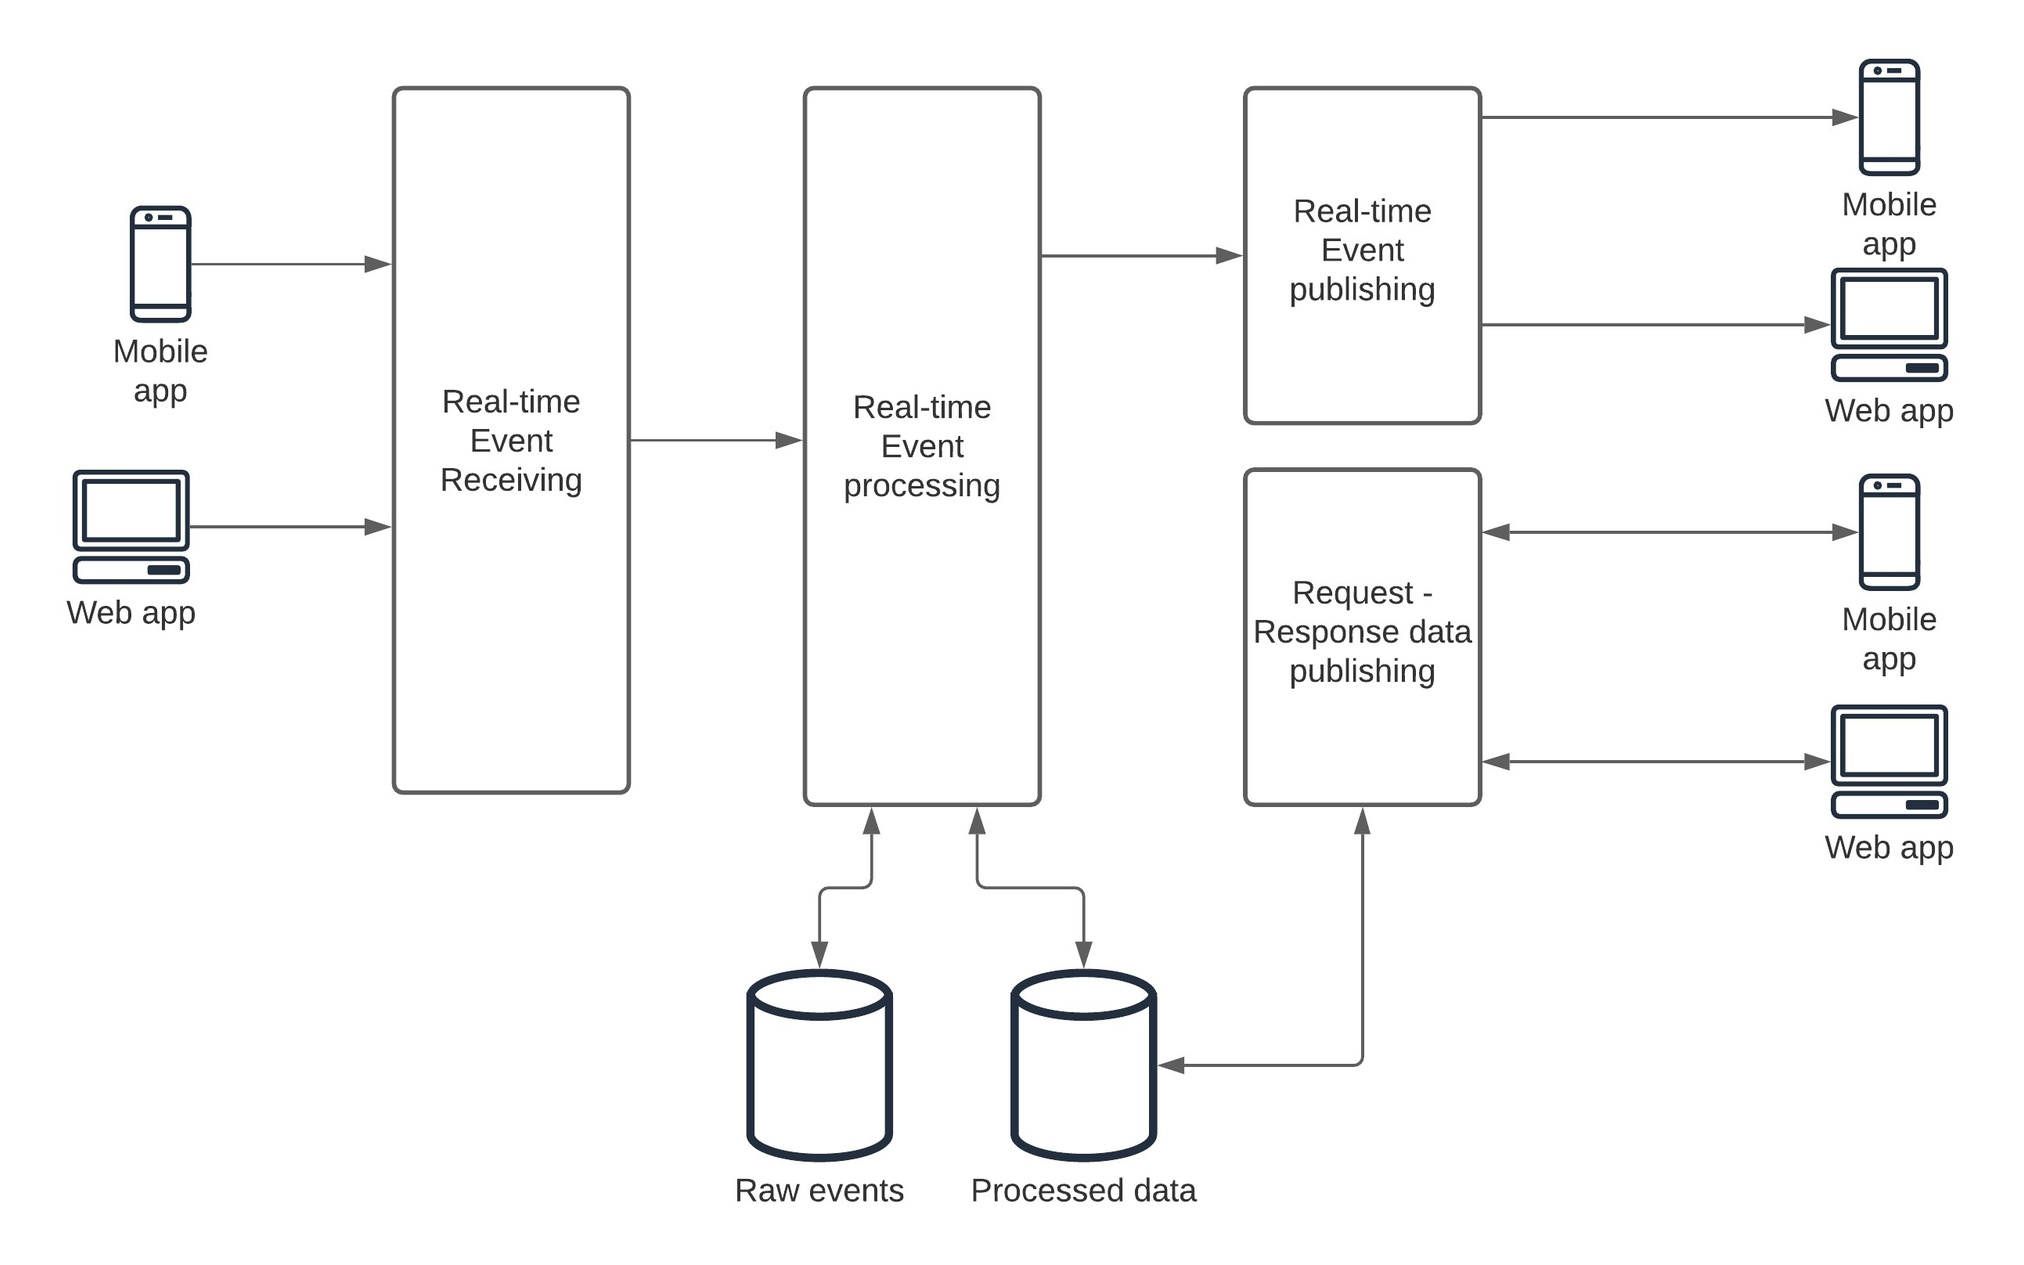 Mobile
app
Web app
Real-time
Event
Receiving
Real-time
Event
processing
Real-time
Event
publishing
Request -
Response data
publishing
Mobile
app
Web app
Mobile
app
Web app
Raw events
Processed data